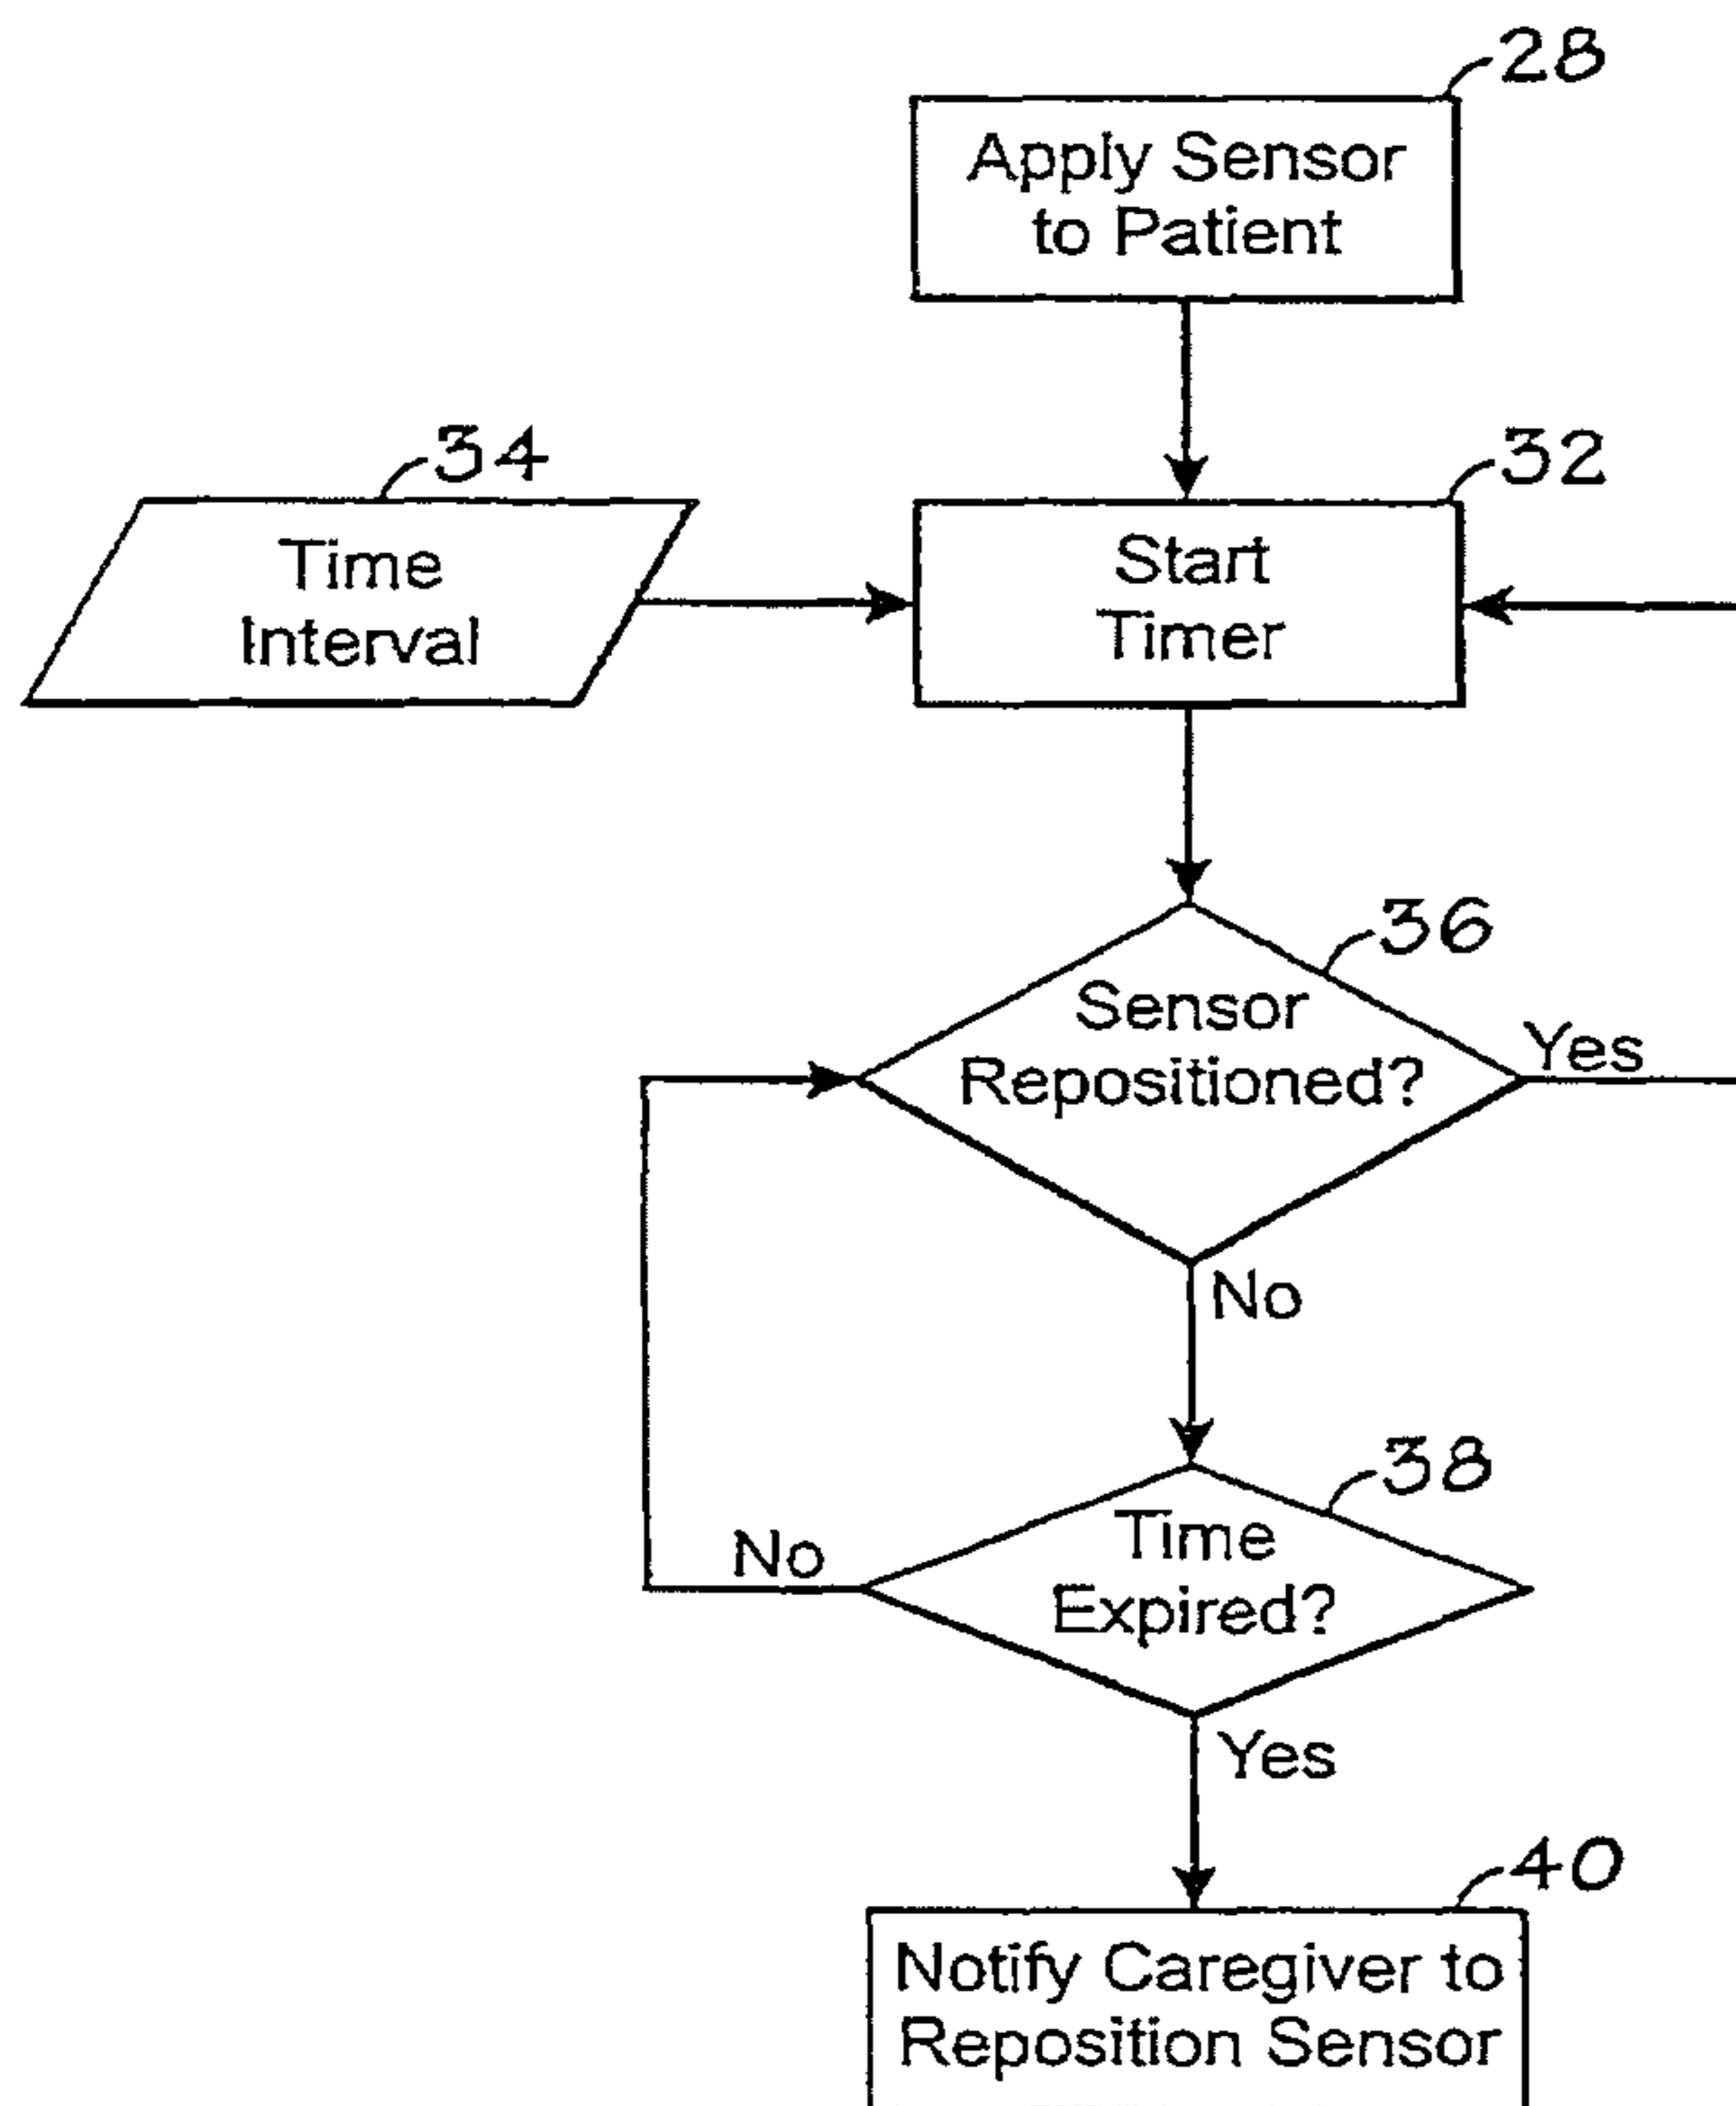 28
Apply Sensor
to Patient
34
32
Time
Interval
Start
Timer
36
Sensor
Repositioned?
Yes
No
38
Time
Expired?
No
Yes
40
Notify Caregiver to
Reposition Sensor